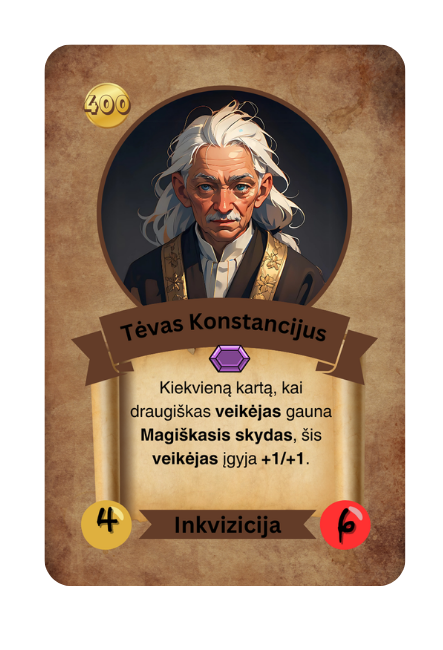 400
Tėvas Konstancijus
Kiekvieną kartą, kai
draugiškas veikėjas gauna
Magiškasis skydas, šis
veikėjas įgyja +1/+1.
4
Inkvizicija
6